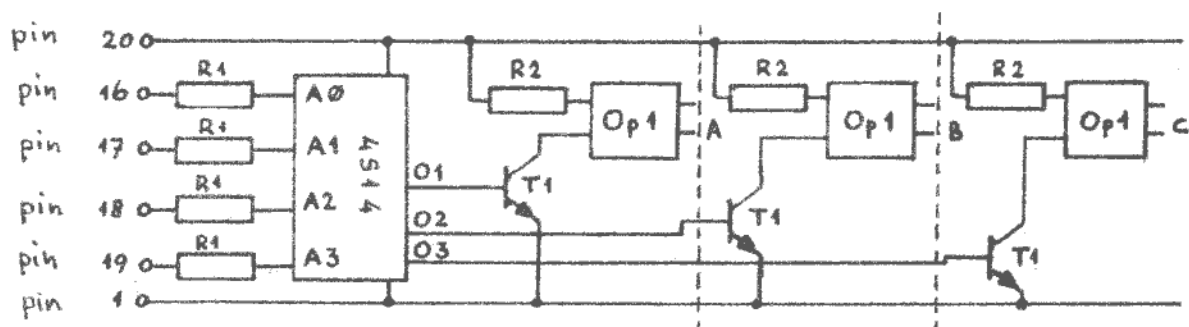 pin 20
R2
R2
R2
pin 16
R1
A0
Op1
A
Op1
B
Op1
C
pin 17
R1
A1
4514
pin 18
R1
A2
O1
T1
T1
T1
O2
pin 19
R1
A3
O3
pin 1